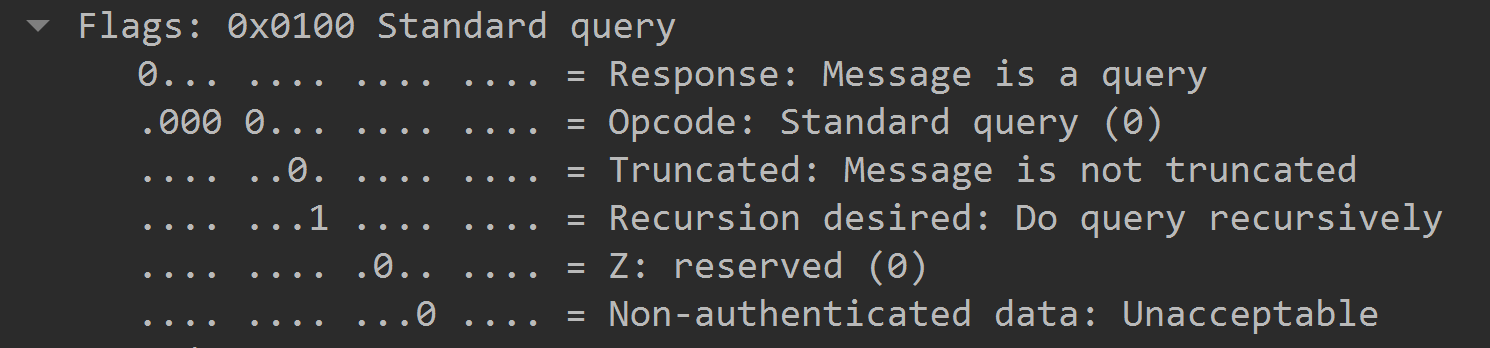 Flags: 0x0100 Standard query
0... .... .... .... = Response: Message is a query
.000 0... .... .... = Opcode: Standard query (0)
.... ..0. .... .... = Truncated: Message is not truncated
.... ...1 .... .... = Recursion desired: Do query recursively
.... .... .0.. .... = Z: reserved (0)
.... .... ...0 .... = Non-authenticated data: Unacceptable